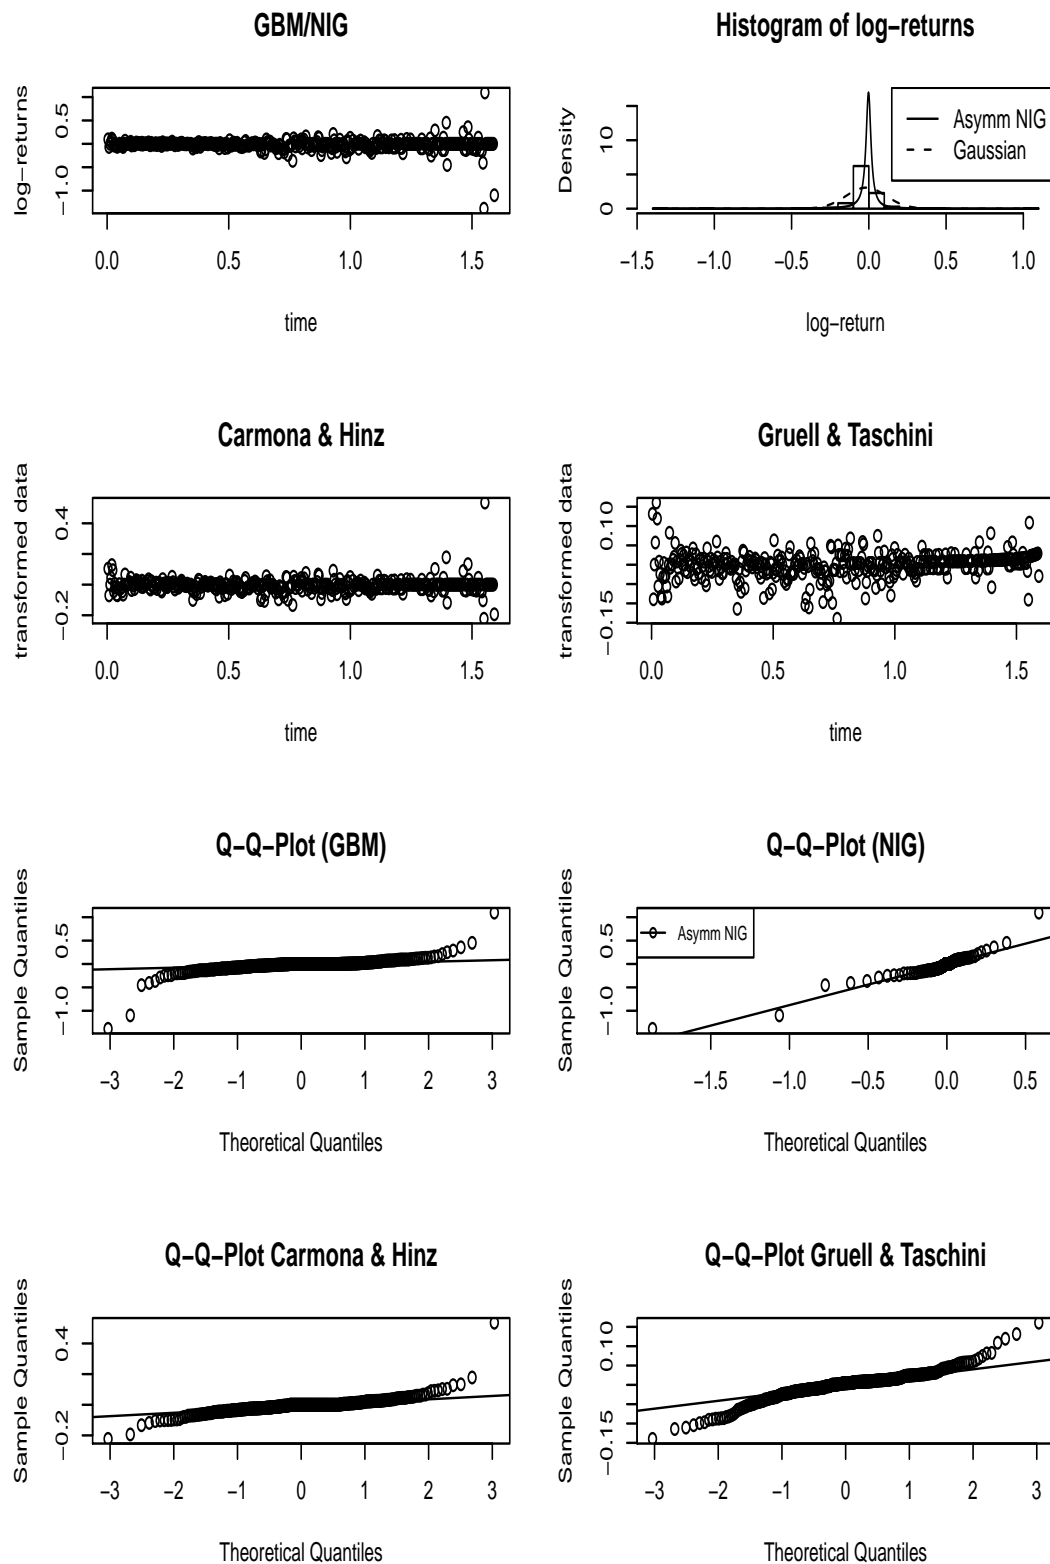 GBM/NIG
log−returns
−1.0
0.5
0.0
0.5
1.0
1.5
time
Histogram of log−returns
Density
0
10
Asymm NIG
Gaussian
−1.5
−1.0
−0.5
0.0
0.5
1.0
log−return
Carmona & Hinz
transformed data
−0.2
0.4
0.0
0.5
1.0
1.5
time
Gruell & Taschini
transformed data
−0.15
0.10
0.0
0.5
1.0
1.5
time
Q−Q−Plot (GBM)
Sample Quantiles
−1.0
0.5
−3
−2
−1
0
1
2
3
Theoretical Quantiles
Q−Q−Plot (NIG)
Sample Quantiles
−1.0
0.5
Asymm NIG
−1.5
−1.0
−0.5
0.0
0.5
Theoretical Quantiles
Q−Q−Plot Carmona & Hinz
Sample Quantiles
−0.2
0.4
−3
−2
−1
0
1
2
3
Theoretical Quantiles
Q−Q−Plot Gruell & Taschini
Sample Quantiles
−0.15
0.10
−3
−2
−1
0
1
2
3
Theoretical Quantiles